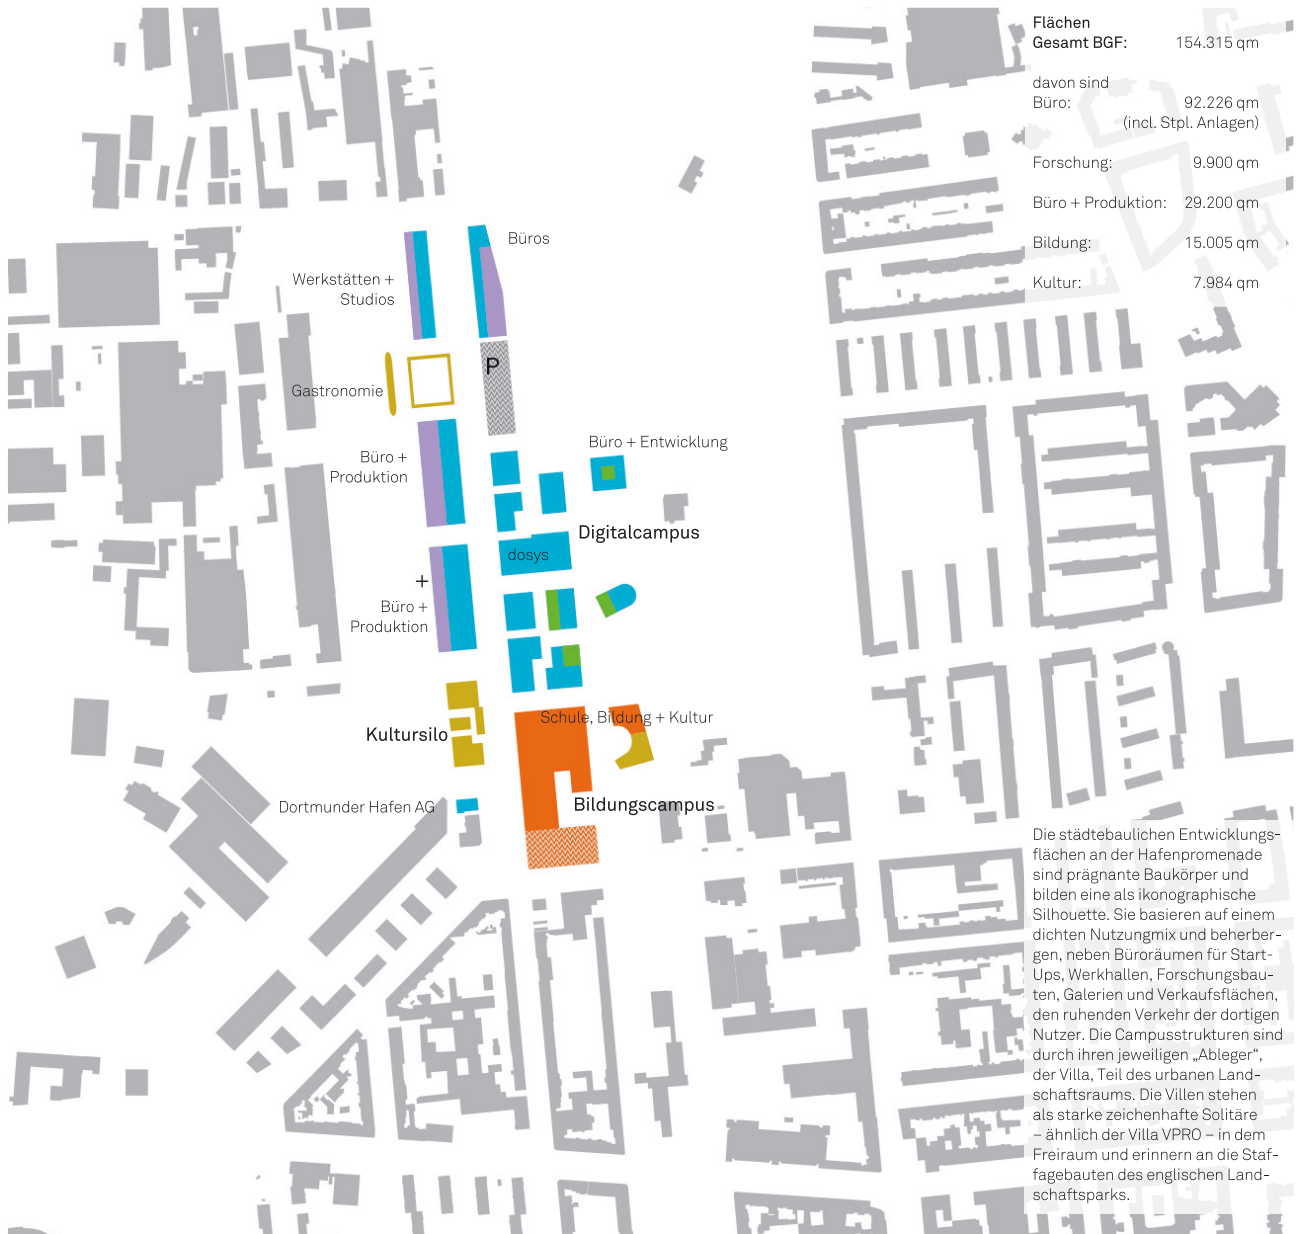 Flächen
Gesamt BGF: 154.315 qm
davon sind
Büro: 92.226 qm
(incl. Stpl. Anlagen)
Forschung: 9.900 qm
Büro + Produktion: 29.200 qm
Bildung: 15.005 qm
Kultur: 7.984 qm
Büros
Werkstätten +
Studios
P
Gastronomie
Büro + Entwicklung
Büro +
Produktion
Digitalcampus
dosys
+
Büro +
Produktion
Schule, Bildung + Kultur
Kultursilo
Dortmunder Hafen AG
Bildungscampus
Die städtebaulichen Entwicklungs-
flächen an der Hafenpromenade
sind prägnante Baukörper und
bilden eine als ikonographische
Silhouette. Sie basieren auf einem
dichten Nutzungmix und beherber-
gen, neben Büroräumen für Start-
Ups, Werkhallen, Forschungsbau-
ten, Galerien und Verkaufsflächen,
den ruhenden Verkehr der dortigen
Nutzer. Die Campusstrukturen sind
durch ihren jeweiligen „Ableger“,
der Villa, Teil des urbanen Land-
schaftsraums. Die Villen stehen
als starke zeichenhafte Solitäre
– ähnlich der Villa VPRO – in dem
Freiraum und erinnern an die Staf-
fagebauten des englischen Land-
schaftsparks.